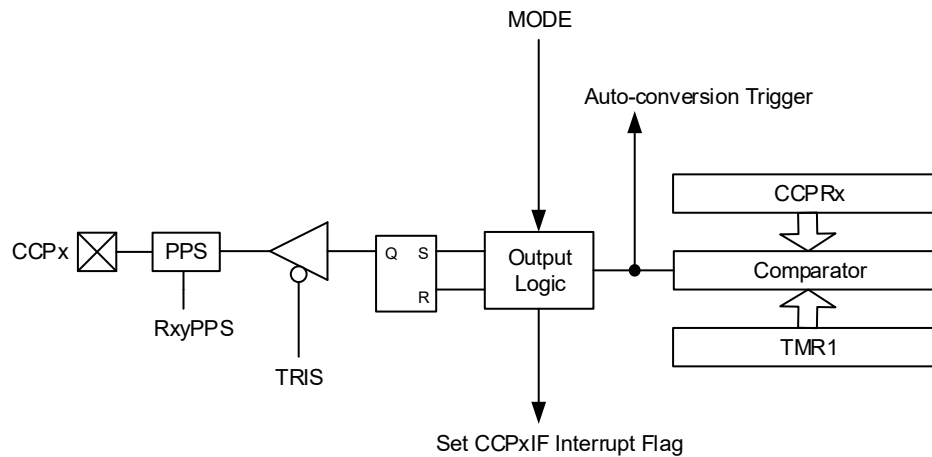 MODE
Auto-conversion Trigger
CCPRx
CCPx
PPS
Q
S
R
Output
Logic
Comparator
RxyPPS
TRIS
TMR1
Set CCPxIF Interrupt Flag